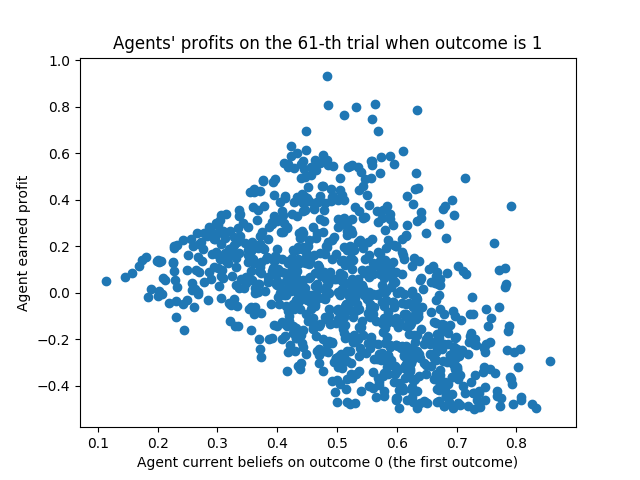 Agents' profits on the 61-th trial when outcome is 1
Agent earned profit
1.0
0.8
0.6
0.4
0.2
0.0
−0.2
−0.4
0.1 0.2 0.3 0.4 0.5 0.6 0.7 0.8
Agent current beliefs on outcome 0 (the first outcome)